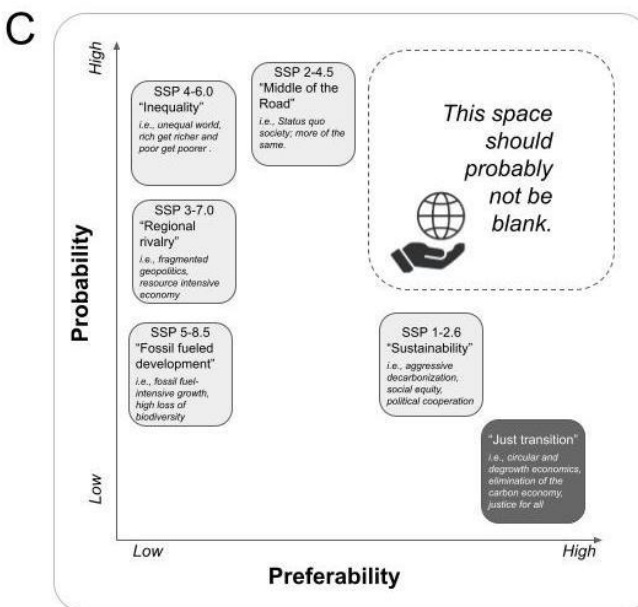 C
High
SSP 4-6.0
“Inequality”
i.e., unequal world,
rich get richer and
poor get poorer .
SSP 2-4.5
“Middle of the
Road”
i.e., Status quo
society; more of the
same.
This space
should
probably
not be
blank.
SSP 3-7.0
“Regional
rivalry”
i.e., fragmented
geopolitics,
resource intensive
economy
Probability
SSP 5-8.5
“Fossil fueled
development”
i.e., fossil fuel-
intensive growth,
high loss of
biodiversity
SSP 1-2.6
“Sustainability”
i.e., aggressive
decarbonization,
social equity,
political cooperation
“Just transition”
i.e., circular and
degrowth economics,
elimination of the
carbon economy,
justice for all
Low
Low
High
Preferability